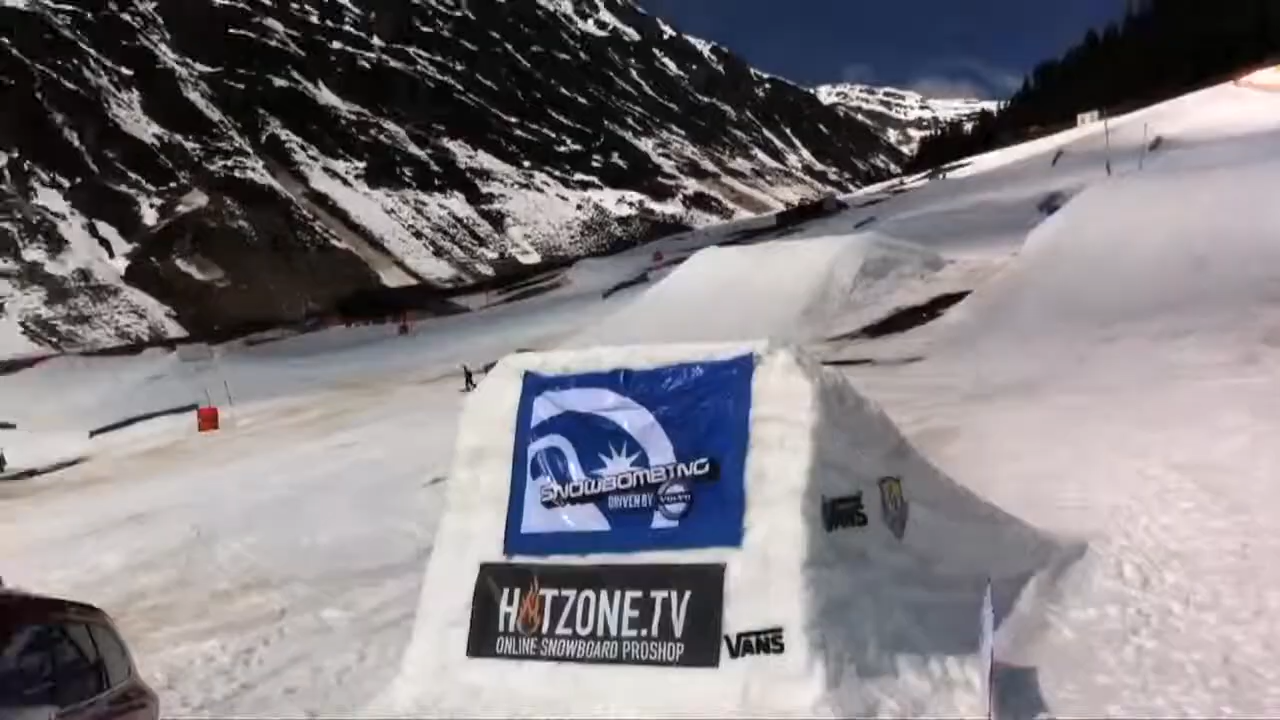 SNOWBOMBING
DRIVEN BY VOLVO
VANS
HOTZONE.TV
ONLINE SNOWBOARD PROSHOP
VANS